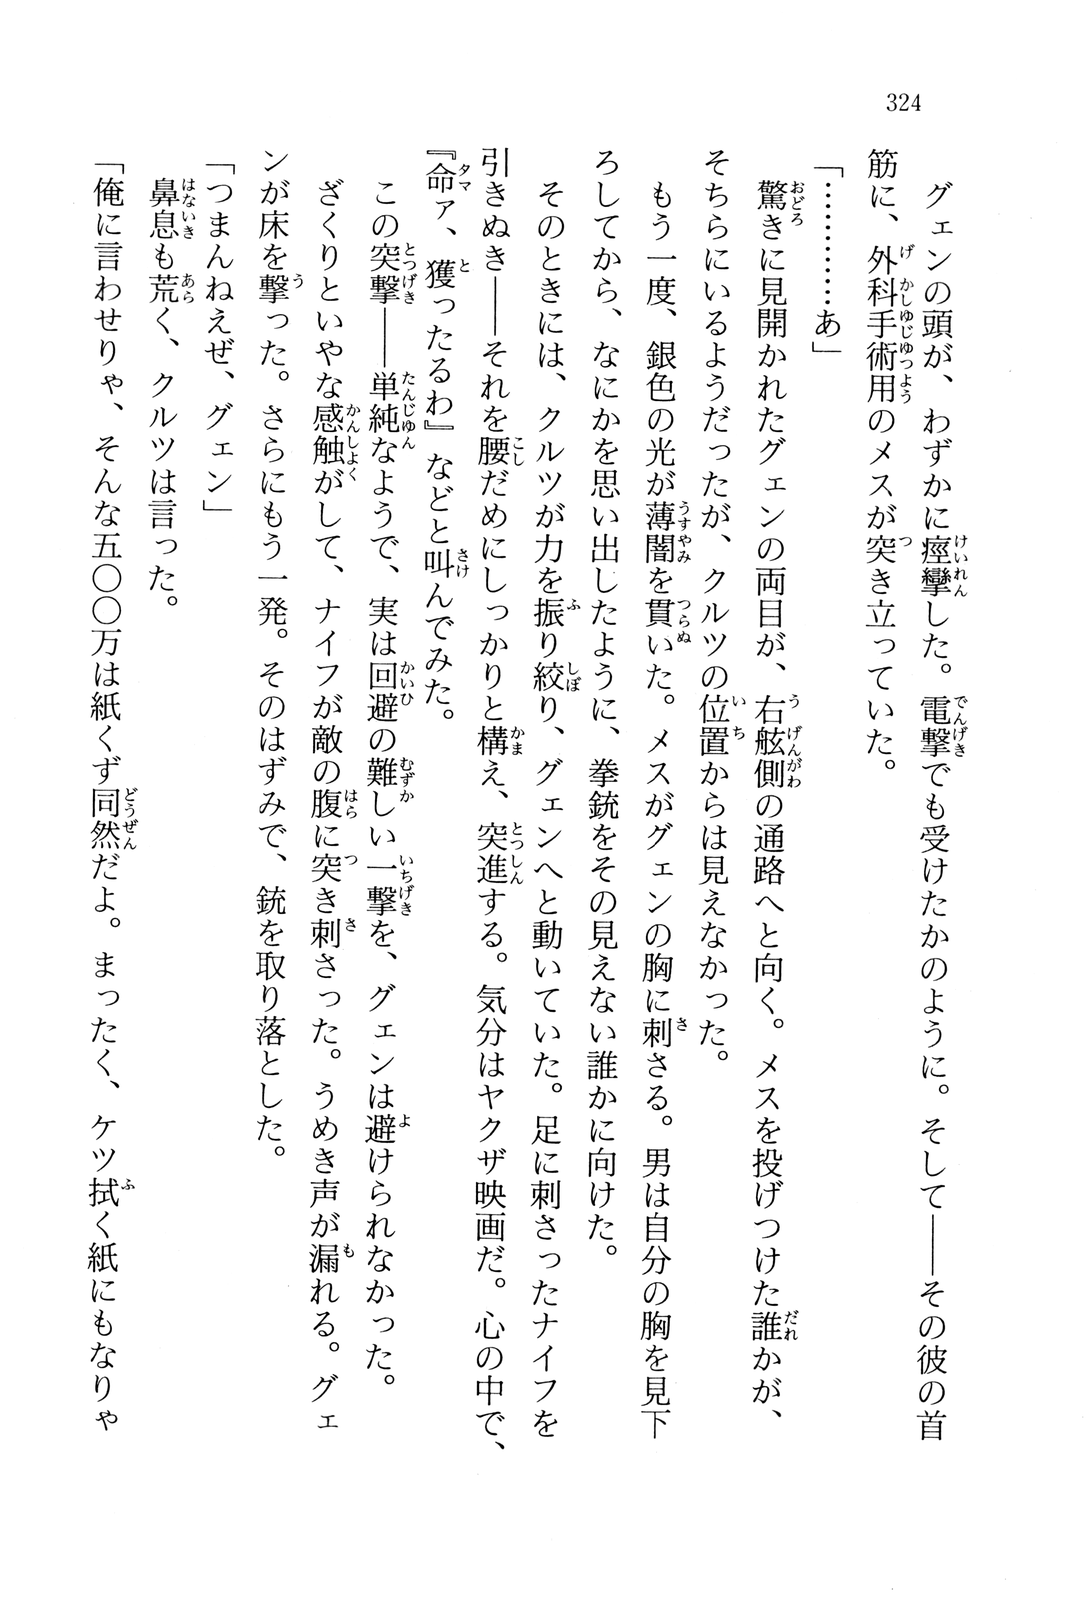 324
グェンの頭が、わずかに痙攣した。電撃でも受けたかのように。そして――その彼の首
筋に、外科手術用のメスが突き立っていた。
「…………あ」
驚きに見開かれたグェンの両目が、右舷側の通路へと向く。メスを投げつけた誰かが、
そちらにいるようだったが、クルツの位置からは見えなかった。
もう一度、銀色の光が薄闇を貫いた。メスがグェンの胸に刺さる。男は自分の胸を見下
ろしてから、なにかを思い出したように、拳銃をその見えない誰かに向けた。
そのときには、クルツが力を振り絞り、グェンへと動いていた。足に刺さったナイフを
引きぬき――それを腰だめにしっかりと構え、突進する。気分はヤクザ映画だ。心の中で、
『命ァ、獲ったるわ』などと叫んでみた。
この突撃――単純なようで、実は回避の難しい一撃を、グェンは避けられなかった。
ざくりといやな感触がして、ナイフが敵の腹に突き刺さった。うめき声が漏れる。グェ
ンが床を撃った。さらにもう一発。そのはずみで、銃を取り落とした。
「つまんねえぜ、グェン」
鼻息も荒く、クルツは言った。
「俺に言わせりゃ、そんな五〇〇万は紙くず同然だよ。まったく、ケツ拭く紙にもなりゃ